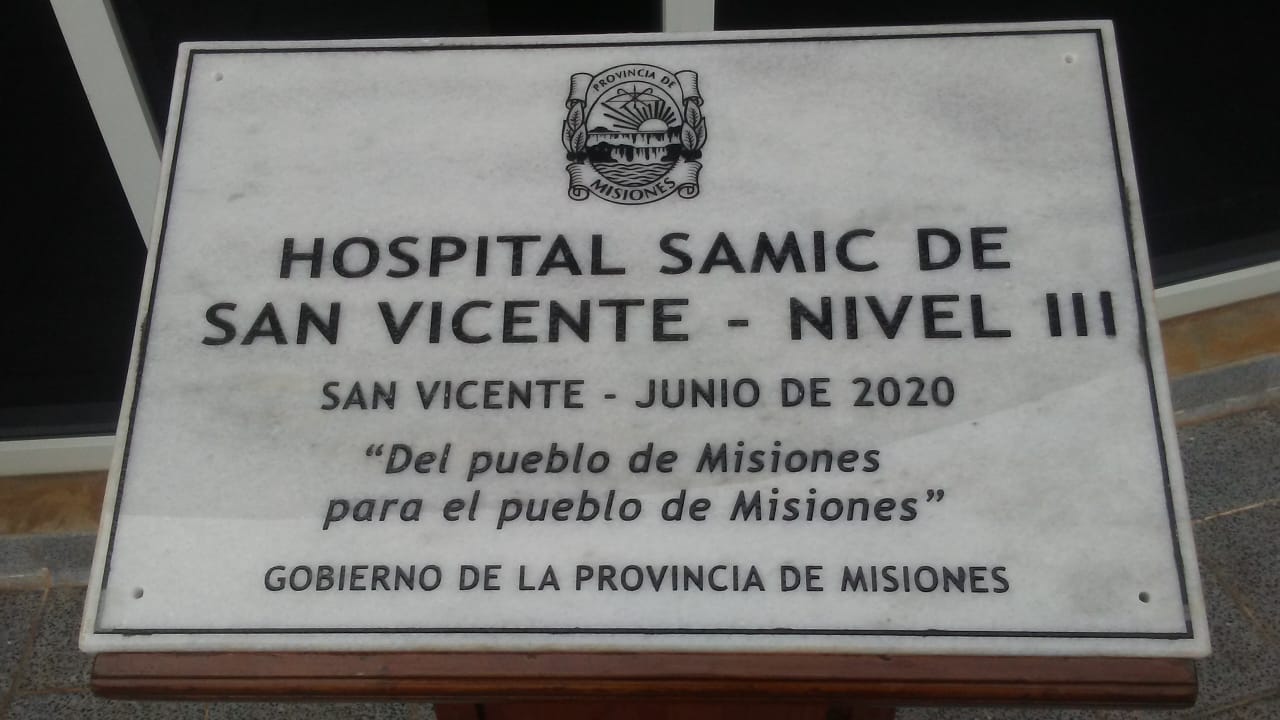 PROVINCIA DE
MISIONES
HOSPITAL SAMIC DE
SAN VICENTE - NIVEL III
SAN VICENTE - JUNIO DE 2020
“Del pueblo de Misiones
para el pueblo de Misiones”
GOBIERNO DE LA PROVINCIA DE MISIONES